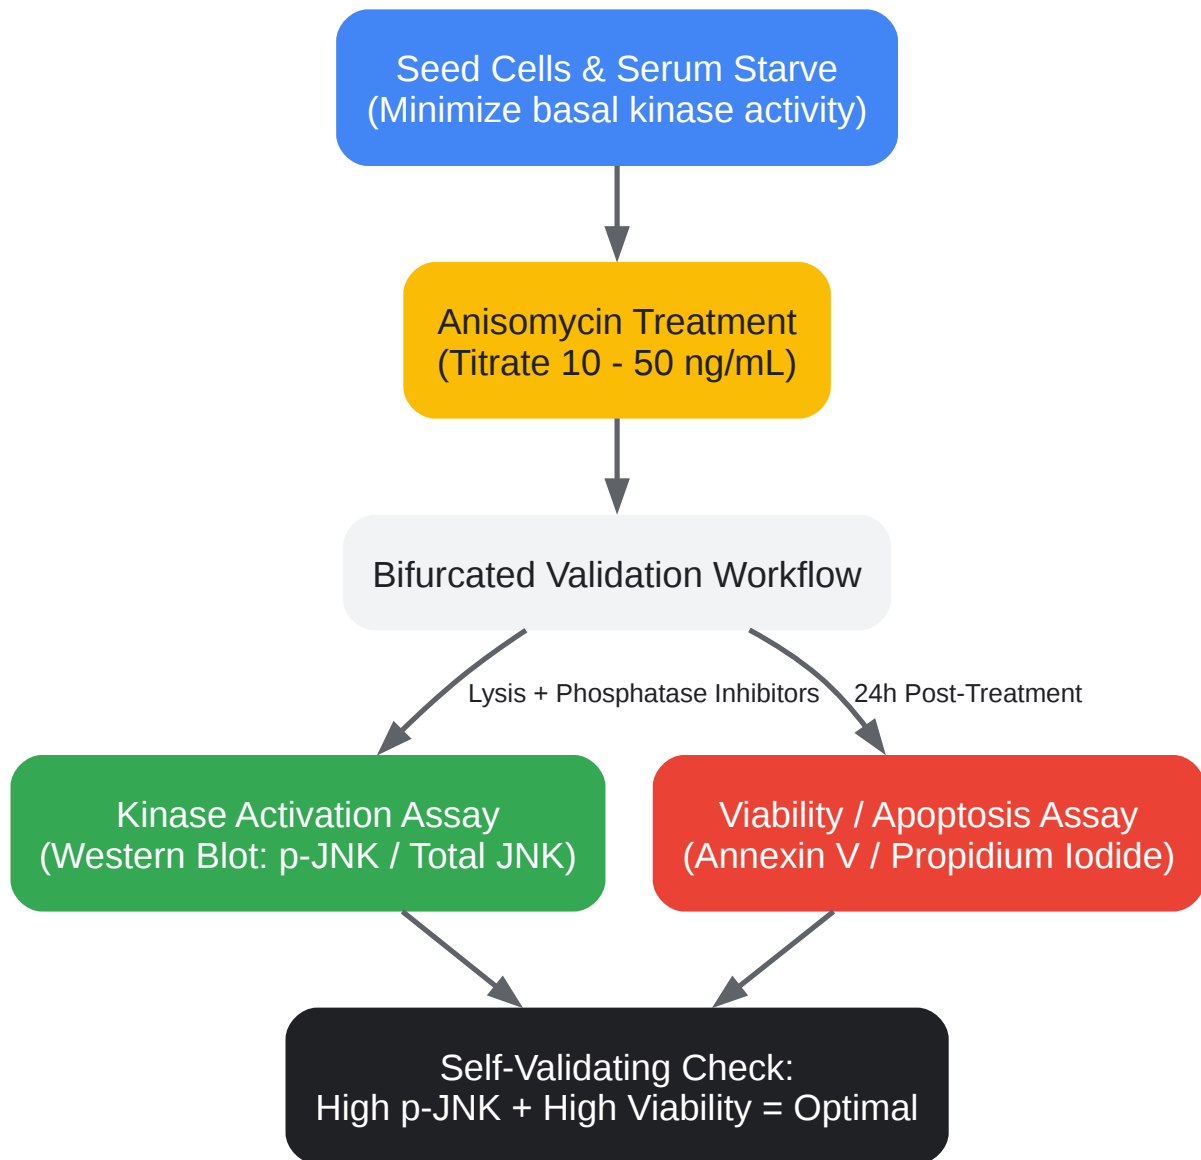 Seed Cells & Serum Starve
(Minimize basal kinase activity)
Anisomycin Treatment
(Titrate 10 - 50 ng/mL)
Bifurcated Validation Workflow
Lysis + Phosphatase Inhibitors
24h Post-Treatment
Kinase Activation Assay
(Western Blot: p-JNK / Total JNK)
Viability / Apoptosis Assay
(Annexin V / Propidium Iodide)
Self-Validating Check:
High p-JNK + High Viability = Optimal